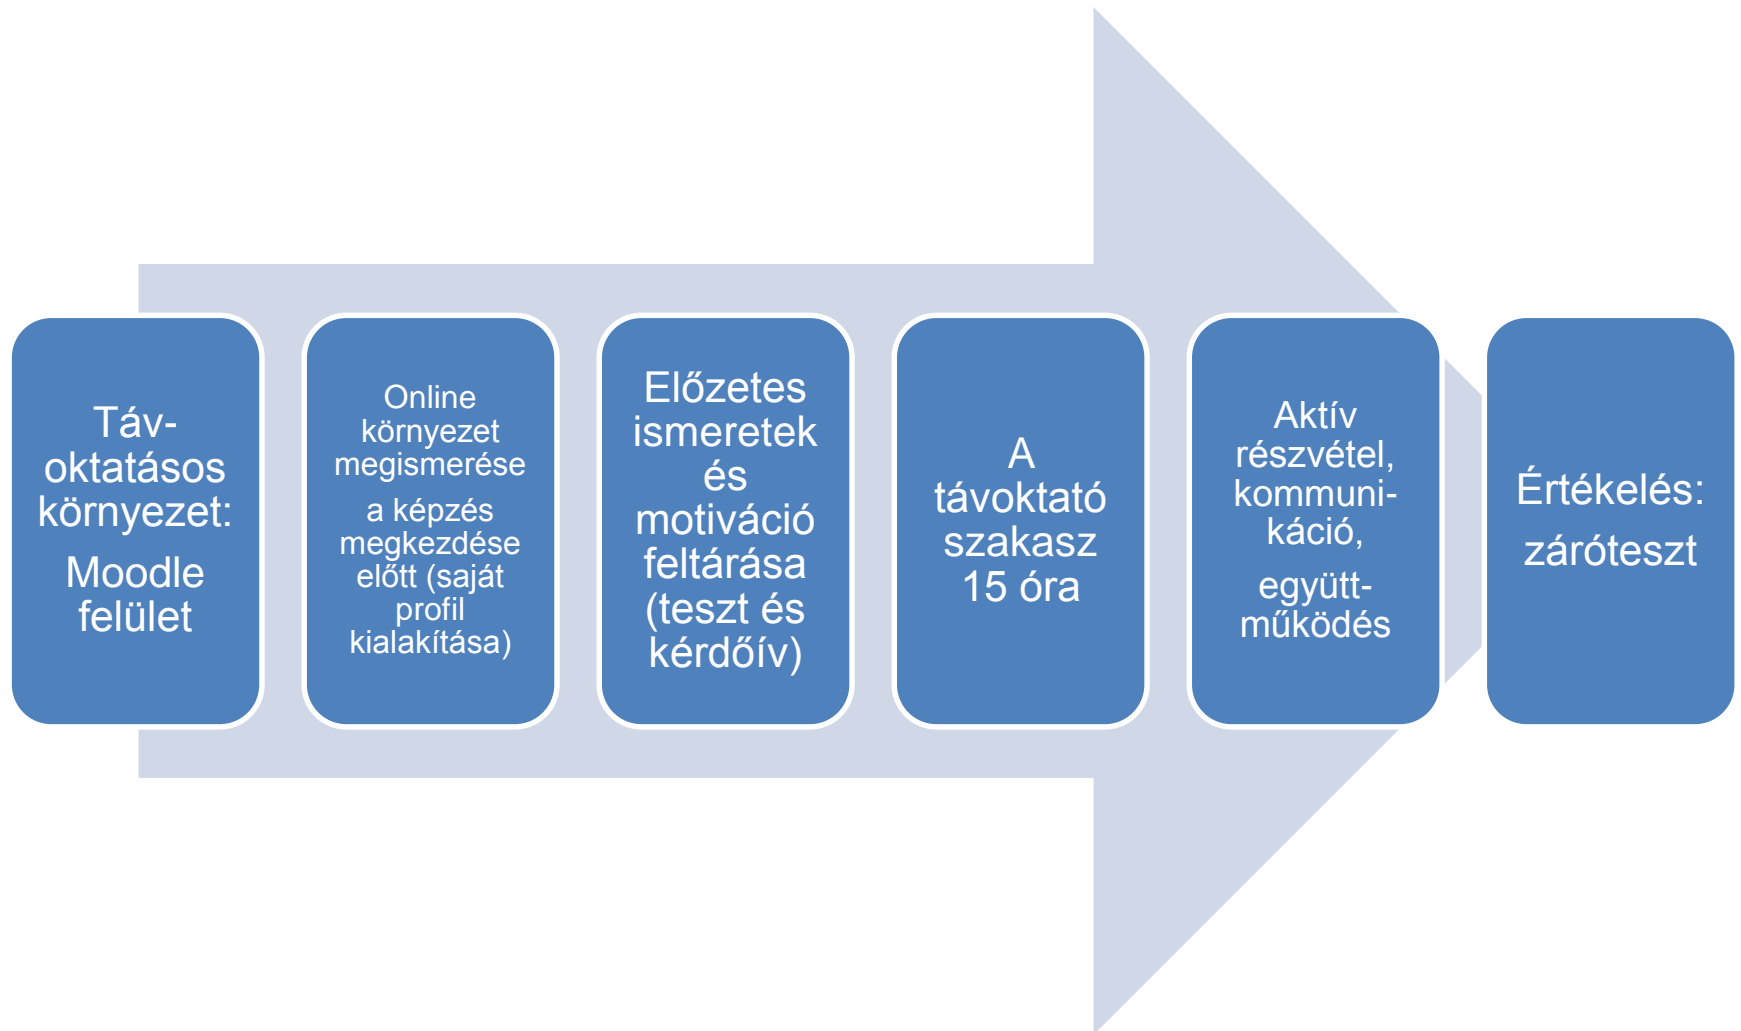 Táv-
oktatásos
környezet:
Moodle
felület
Online
környezet
megismerése
a képzés
megkezdése
előtt (saját
profil
kialakítása)
Előzetes
ismeretek
és
motiváció
feltárása
(teszt és
kérdőív)
A
távoktató
szakasz
15 óra
Aktív
részvétel,
kommuni-
káció,
együtt-
működés
Értékelés:
záróteszt